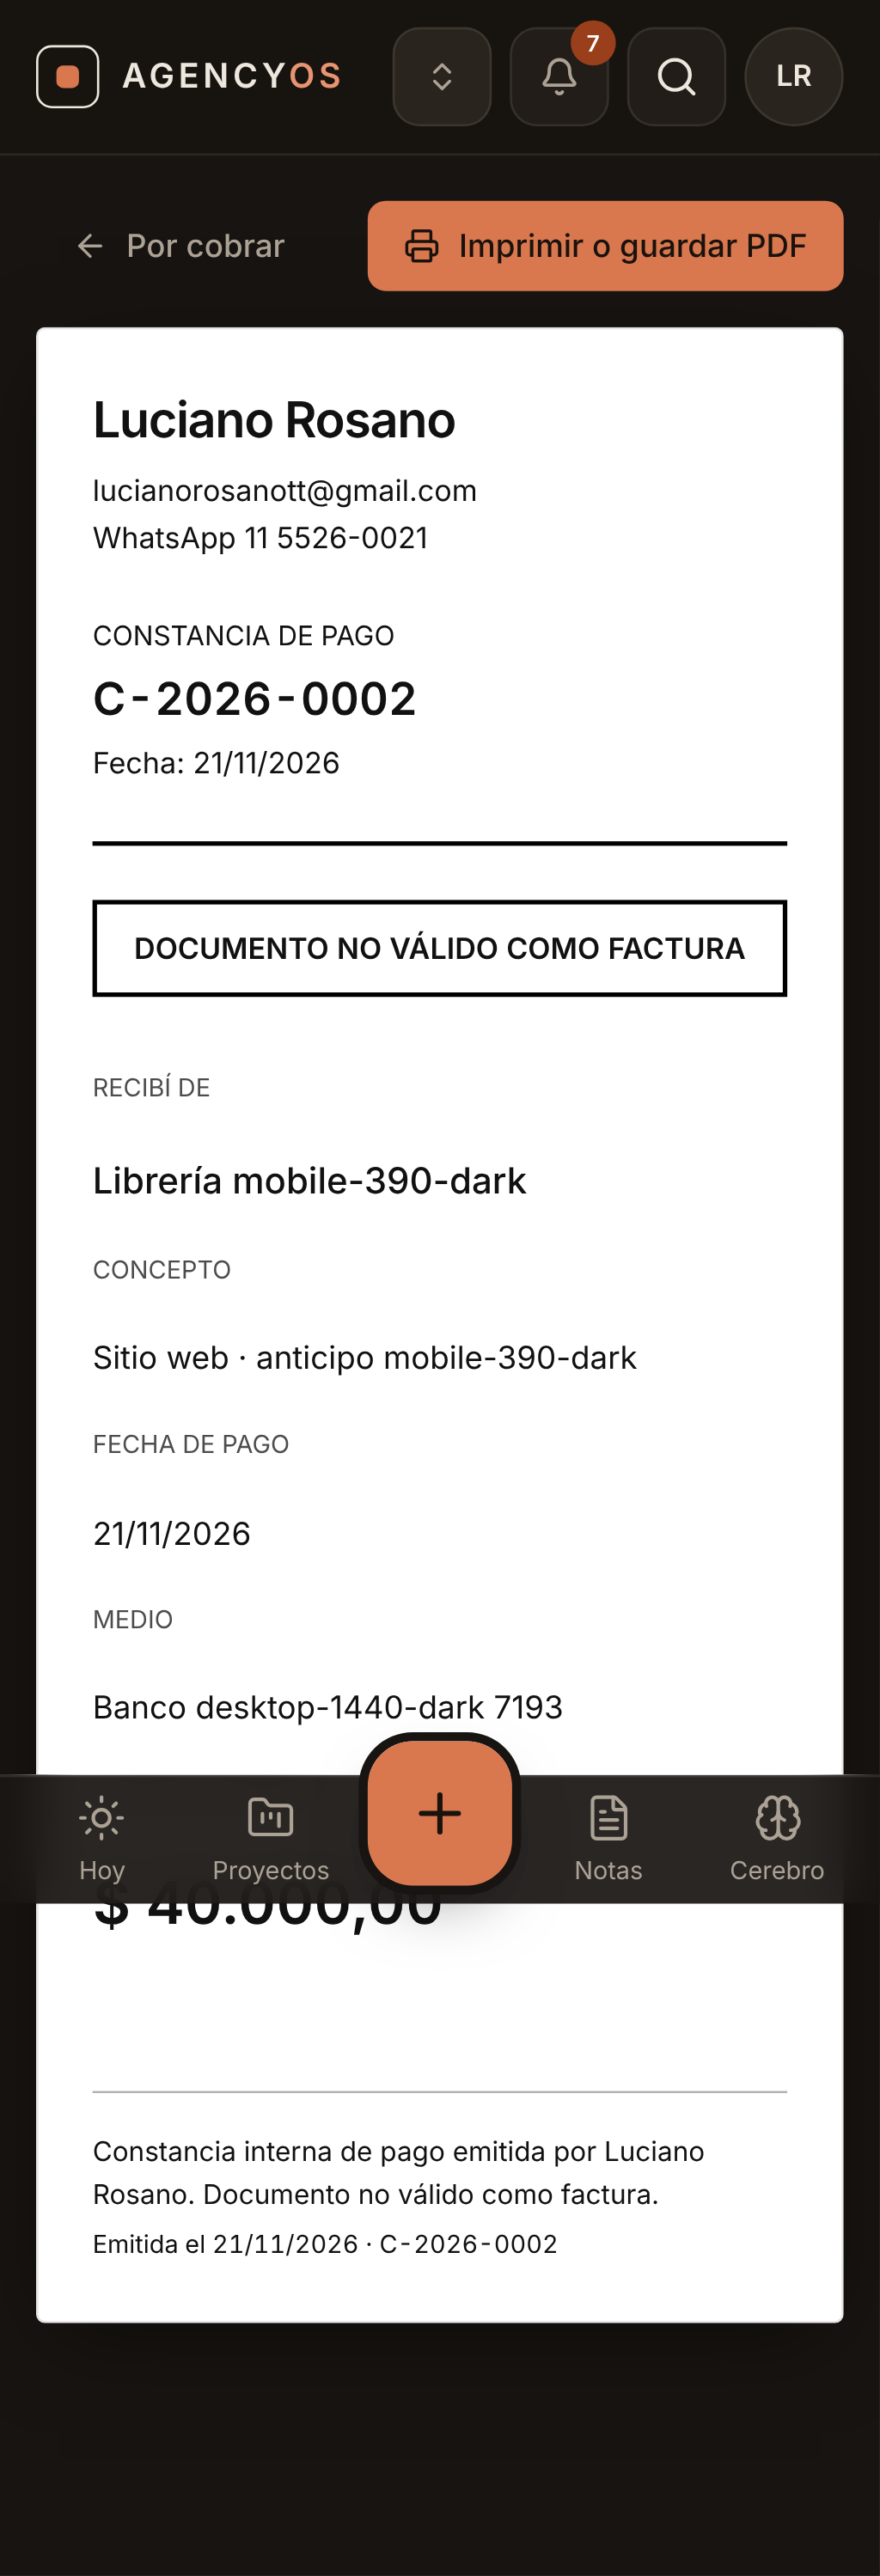 AGENCYOS
7
LR
Por cobrar
Imprimir o guardar PDF
Luciano Rosano
lucianorosanott@gmail.com
WhatsApp 11 5526-0021
CONSTANCIA DE PAGO
C-2026-0002
Fecha: 21/11/2026
DOCUMENTO NO VÁLIDO COMO FACTURA
RECIBÍ DE
Librería mobile-390-dark
CONCEPTO
Sitio web · anticipo mobile-390-dark
FECHA DE PAGO
21/11/2026
MEDIO
Banco desktop-1440-dark 7193
Hoy
Proyectos
Notas
Cerebro
$ 40.000,00
Constancia interna de pago emitida por Luciano
Rosano. Documento no válido como factura.
Emitida el 21/11/2026 · C-2026-0002